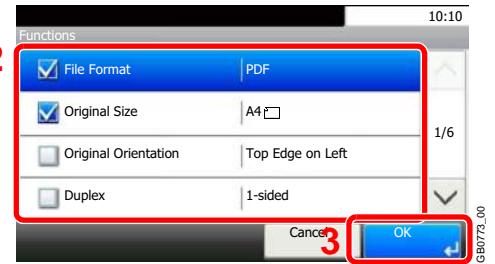 10:10
Functions
2
File Format PDF
Original Size A4
1/6
Original Orientation Top Edge on Left
Duplex 1-sided
Cancel 3 OK
GB0773_00